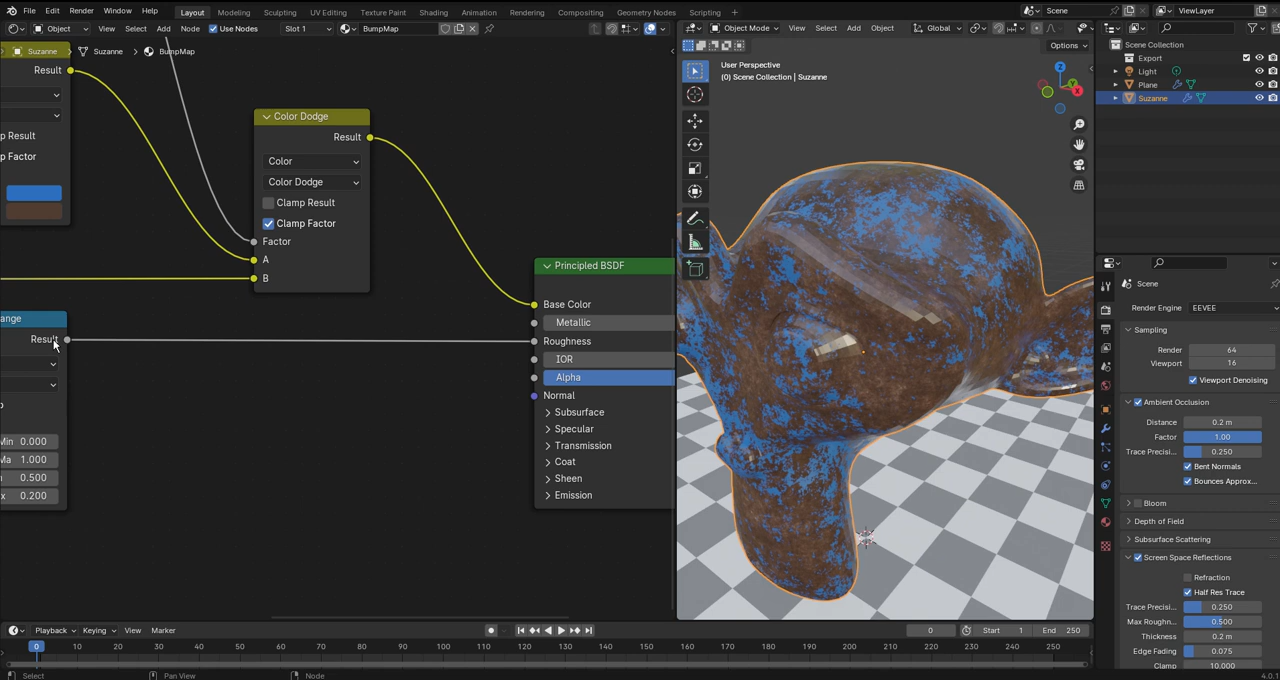 File Edit Render Window Help
Layout Modeling Sculpting UV Editing Texture Paint Shading Animation Rendering Compositing Geometry Nodes Scripting +
Scene
ViewLayer
Object View Select Add Node Use Nodes Slot 1 BumpMap
Object Mode View Select Add Object Global
Suzanne > Suzanne > BumpMap
Options
Result
p Result
p Factor
Color Dodge
Result
Color
Color Dodge
Clamp Result
Clamp Factor
Factor
A
B
ange
Result
Min 0.000
Ma 1.000
0.500
x 0.200
Principled BSDF
Base Color
Metallic
Roughness
IOR
Alpha
Normal
Subsurface
Specular
Transmission
Coat
Sheen
Emission
User Perspective
(0) Scene Collection | Suzanne
Z
Y
X
Scene Collection
Export
Light
Plane
Suzanne
Scene
Render Engine EEVEE
Sampling
Render 64
Viewport 16
Viewport Denoising
Ambient Occlusion
Distance 0.2 m
Factor 1.00
Trace Precisi... 0.250
Bent Normals
Bounces Approx...
Bloom
Depth of Field
Subsurface Scattering
Screen Space Reflections
Refraction
Half Res Trace
Trace Precisi... 0.250
Max Roughn... 0.500
Thickness 0.2 m
Edge Fading 0.075
Clamp 10.000
Playback Keying View Marker
0 Start 1 End 250
0 10 20 30 40 50 60 70 80 90 100 110 120 130 140 150 160 170 180 190 200 210 220 230 240 250
Select Pan View Node 4.0.1